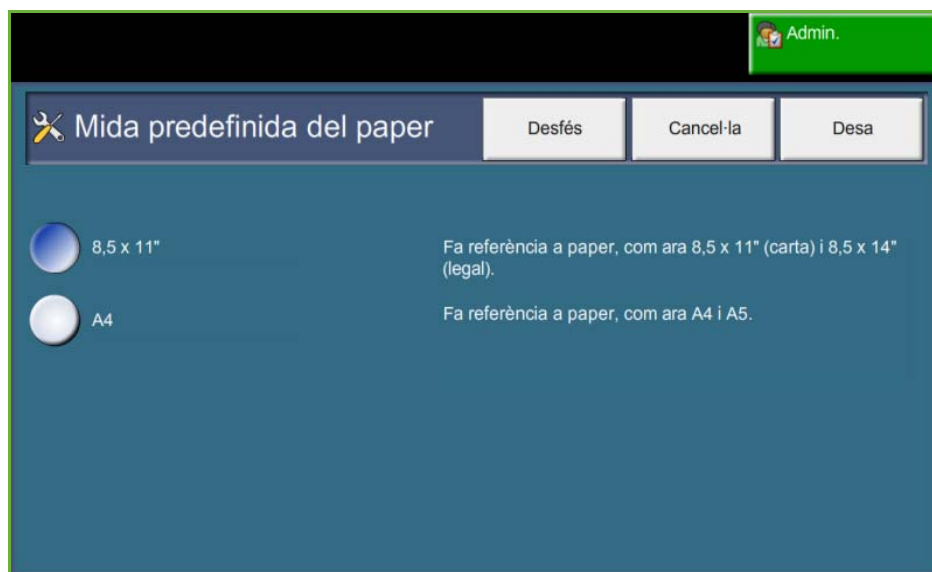 Admin.
Mida predefinida del paper
Desfés
Cancel·la
Desa
8,5 x 11"
Fa referència a paper, com ara 8,5 x 11" (carta) i 8,5 x 14"
(legal).
A4
Fa referència a paper, com ara A4 i A5.